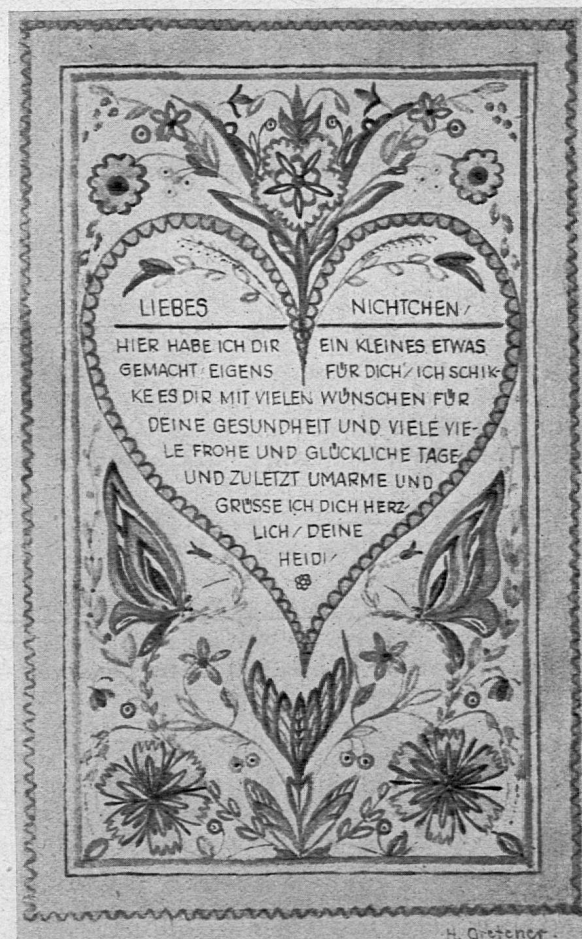 LIEBES NICHTCHEN/
HIER HABE ICH DIR EIN KLEINES ETWAS
GEMACHT/ EIGENS FÜR DICH/ ICH SCHIK-
KE ES DIR MIT VIELEN WÜNSCHEN FÜR
DEINE GESUNDHEIT UND VIELE VIE-
LE FROHE UND GLÜCKLICHE TAGE
UND ZULETZT UMARME UND
GRÜSSE ICH DICH HERZ-
LICH/ DEINE
HEIDI/
H. Gretener.